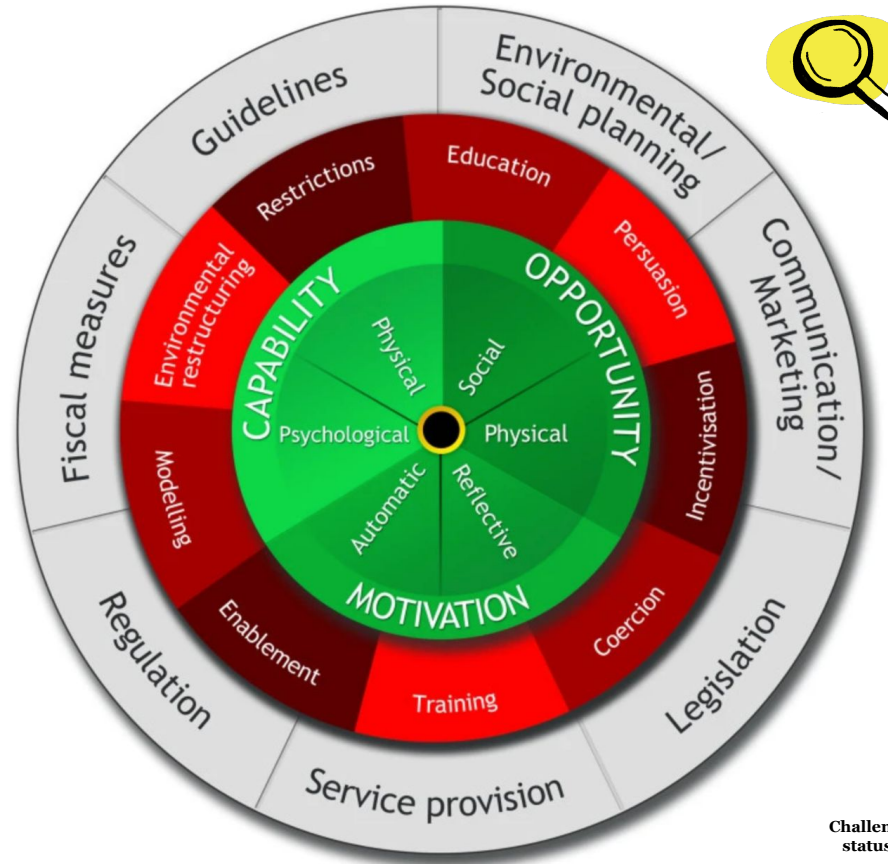 Guidelines
Environmental/
Social planning
Communication/
Marketing
Legislation
Service provision
Regulation
Fiscal measures
Restrictions
Education
Persuasion
Incentivisation
Coercion
Training
Enablement
Modelling
Environmental
restructuring
CAPABILITY
OPPORTUNITY
MOTIVATION
Physical
Social
Psychological
Physical
Automatic
Reflective
Challen
status